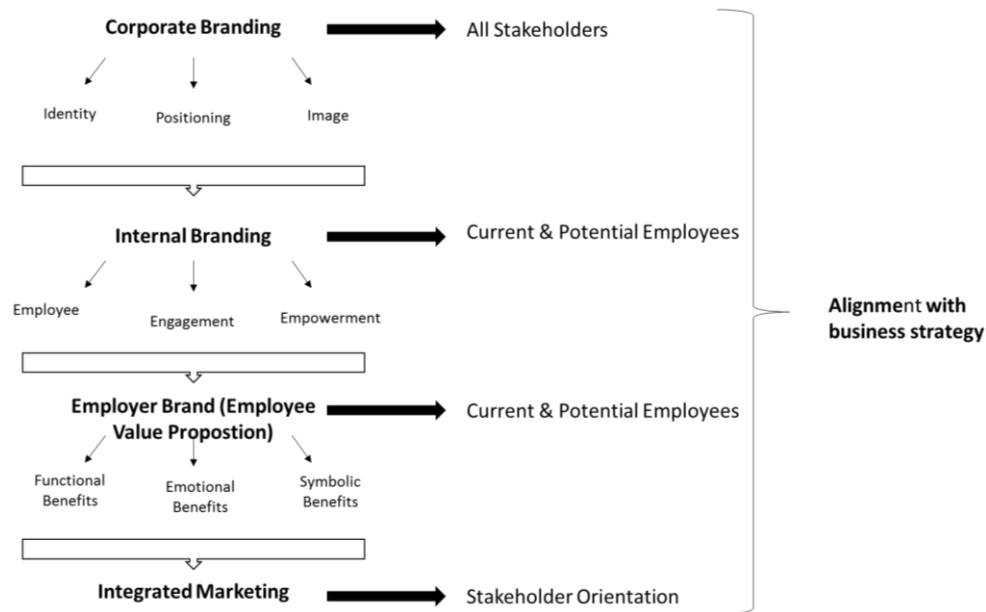 Corporate Branding
All Stakeholders
Identity
Positioning
Image
Internal Branding
Current & Potential Employees
Employee
Engagement
Empowerment
Alignment with
business strategy
Employer Brand (Employee
Value Propostion)
Current & Potential Employees
Functional
Benefits
Emotional
Benefits
Symbolic
Benefits
Integrated Marketing
Stakeholder Orientation